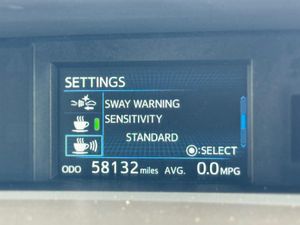 SETTINGS
SWAY WARNING
SENSITIVITY
STANDARD
:SELECT
ODO 58132 miles AVG. 0.0 MPG